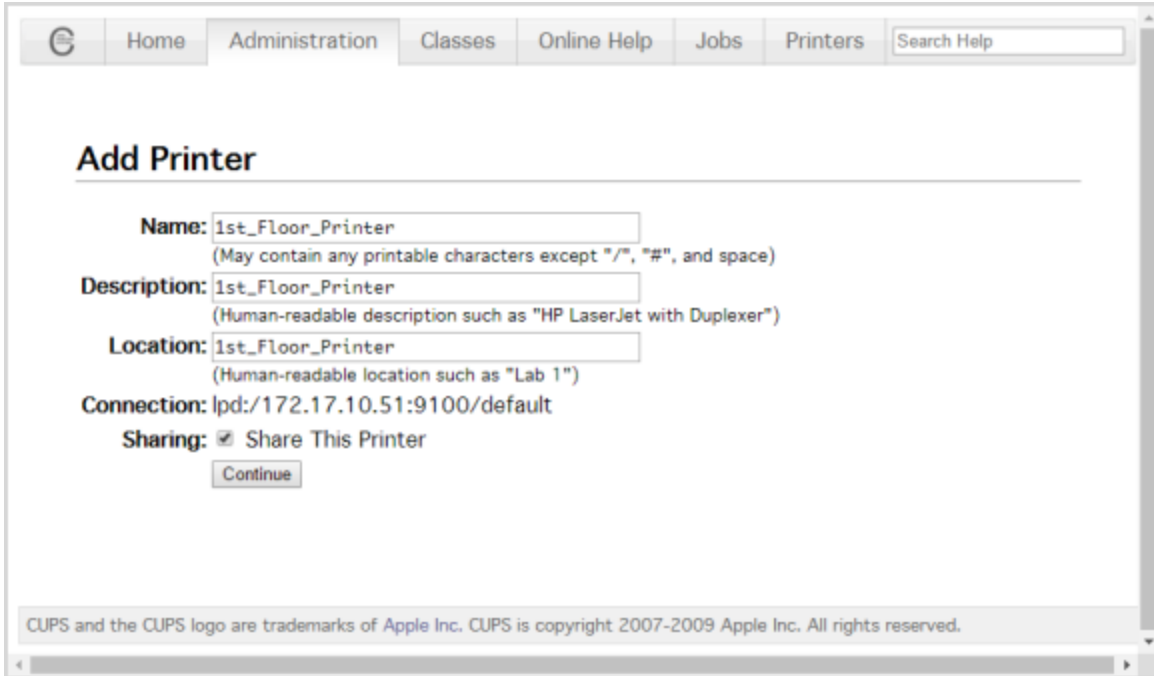 Home Administration Classes Online Help Jobs Printers Search Help
Add Printer
Name: 1st_Floor_Printer
(May contain any printable characters except "/", "#", and space)
Description: 1st_Floor_Printer
(Human-readable description such as "HP LaserJet with Duplexer")
Location: 1st_Floor_Printer
(Human-readable location such as "Lab 1")
Connection: lpd:/172.17.10.51:9100/default
Sharing: Share This Printer
Continue
CUPS and the CUPS logo are trademarks of Apple Inc. CUPS is copyright 2007-2009 Apple Inc. All rights reserved.